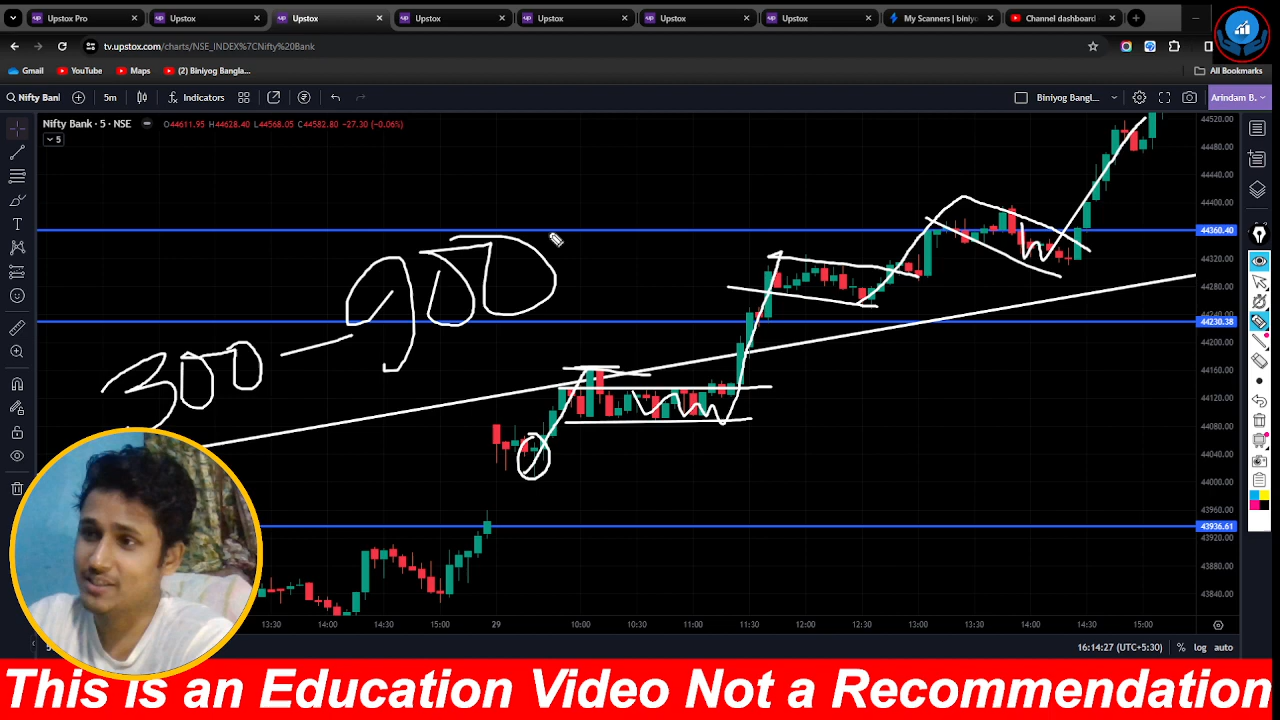 Upstox Pro
Upstox
Upstox
Upstox
Upstox
Upstox
Upstox
My Scanners | biniyo
Channel dashboard
tv.upstox.com/charts/NSE_INDEX%7CNifty%20Bank
Gmail
YouTube
Maps
(2) Biniyog Bangla...
All Bookmarks
Nifty Bank
5m
Indicators
Biniyog Bangl...
Arindam B.
Nifty Bank · 5 · NSE
O44611.95 H44628.40 L44568.05 C44582.80 -27.30 (-0.06%)
5
44520.00
44480.00
44440.00
44400.00
44360.40
44320.00
44280.00
44230.38
44200.00
44160.00
44120.00
44080.00
44040.00
44000.00
43960.00
43936.61
43920.00
43880.00
43840.00
300 - 900
13:30 14:00 14:30 15:00 29 10:00 10:30 11:00 11:30 12:00 12:30 13:00 13:30 14:00 14:30 15:00
16:14:27 (UTC+5:30) % log auto
This is an Education Video Not a Recommendation